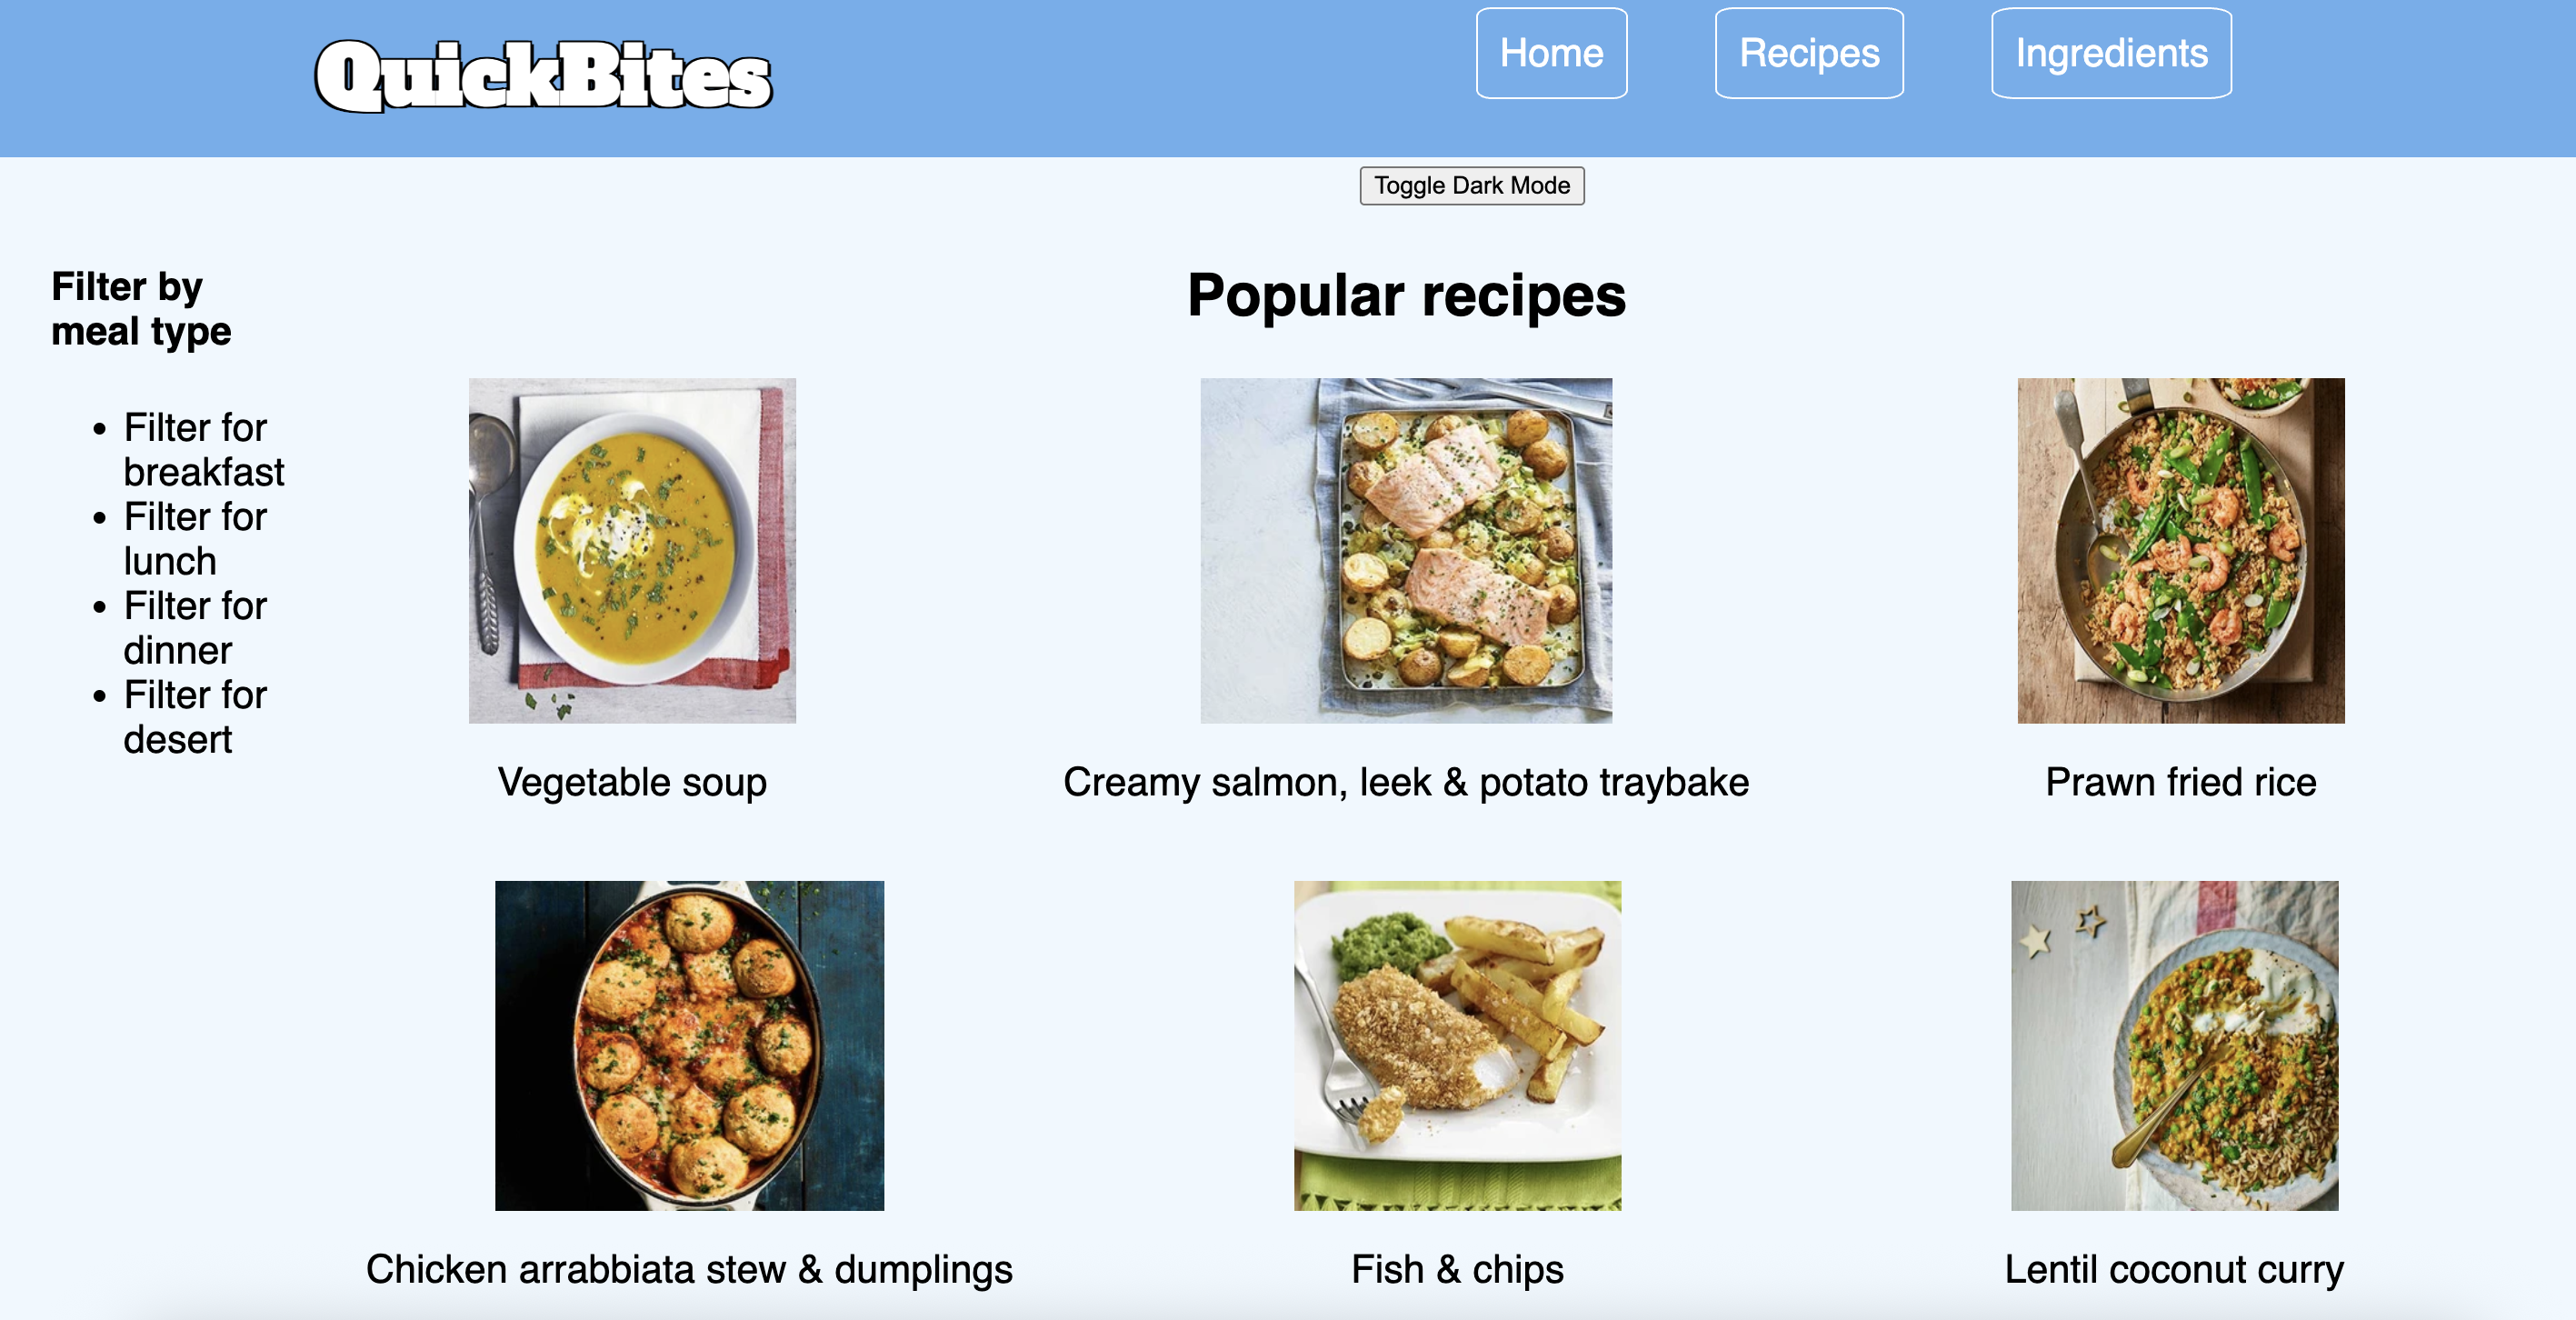 QuickBites
Home
Recipes
Ingredients
Toggle Dark Mode
Filter by
meal type
Filter for
breakfast
Filter for
lunch
Filter for
dinner
Filter for
desert
Popular recipes
Vegetable soup
Creamy salmon, leek & potato traybake
Prawn fried rice
Chicken arrabbiata stew & dumplings
Fish & chips
Lentil coconut curry